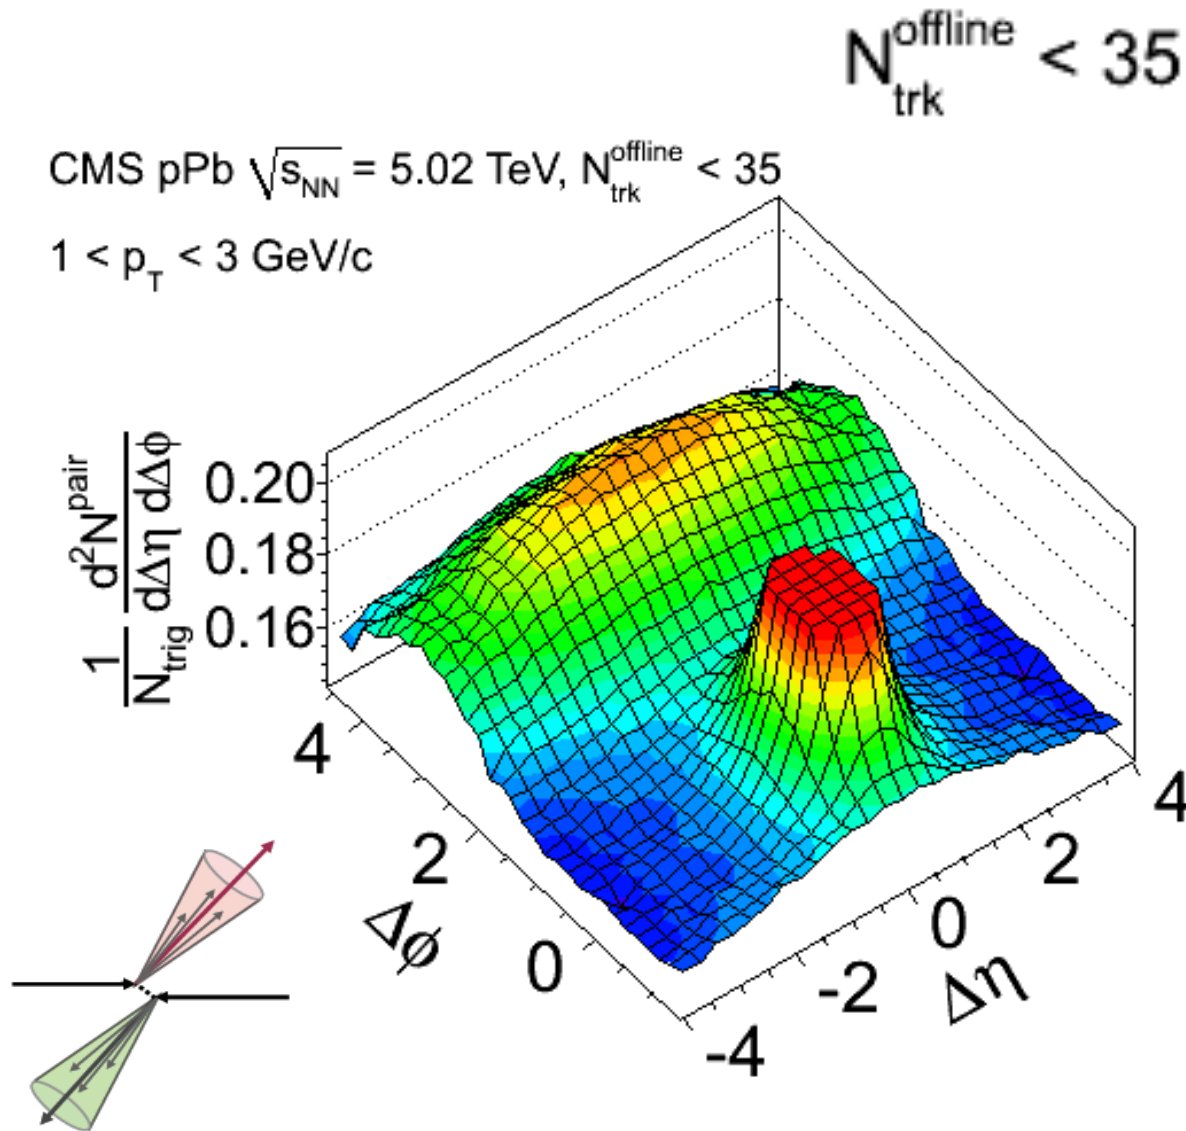 N_trk^offline < 35
CMS pPb √s_NN = 5.02 TeV, N_trk^offline < 35
1 < p_T < 3 GeV/c
1/N_trig d²N^pair/dΔη dΔϕ
0.20
0.18
0.16
4
2
0
Δϕ
-4
-2
0
2
4
Δη